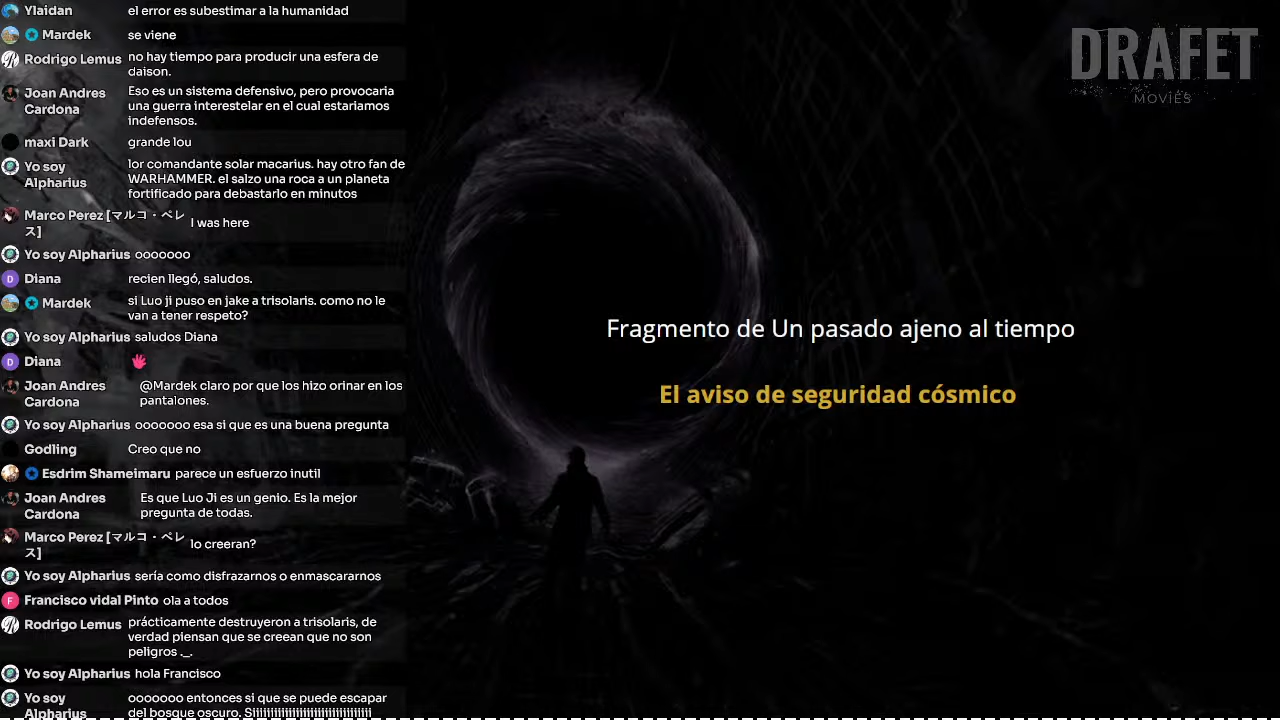 Ylaidan el error es subestimar a la humanidad
Mardek se viene
Rodrigo Lemus no hay tiempo para producir una esfera de
daison.
Joan Andres
Cardona
Eso es un sistema defensivo, pero provocaria
una guerra interestelar en el cual estariamos
indefensos.
maxi Dark grande lou
Yo soy
Alpharius
lor comandante solar macarius. hay otro fan de
WARHAMMER. el salzo una roca a un planeta
fortificado para debastarlo en minutos
Marco Perez [マルコ・ペレ
ス]
I was here
Yo soy Alpharius ooooooo
D Diana recien llegó, saludos.
Mardek si Luo ji puso en jake a trisolaris. como no le
van a tener respeto?
Yo soy Alpharius saludos Diana
D Diana
Joan Andres
Cardona
@Mardek claro por que los hizo orinar en los
pantalones.
Yo soy Alpharius ooooooo esa si que es una buena pregunta
Godling Creo que no
Esdrim Shameimaru parece un esfuerzo inutil
Joan Andres
Cardona
Es que Luo Ji es un genio. Es la mejor
pregunta de todas.
Marco Perez [マルコ・ペレ
ス]
lo creeran?
Yo soy Alpharius sería como disfrazarnos o enmascararnos
F Francisco vidal Pinto ola a todos
Rodrigo Lemus prácticamente destruyeron a trisolaris, de
verdad piensan que se creean que no son
peligros ._.
Yo soy Alpharius hola Francisco
Yo soy
Alpharius
ooooooo entonces si que se puede escapar
del bosque oscuro.
DRAFET
MOVIES
Fragmento de Un pasado ajeno al tiempo
El aviso de seguridad cósmico